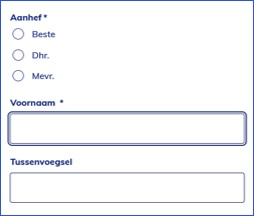 Aanhef *
Beste
Dhr.
Mevr.
Voornaam *
Tussenvoegsel